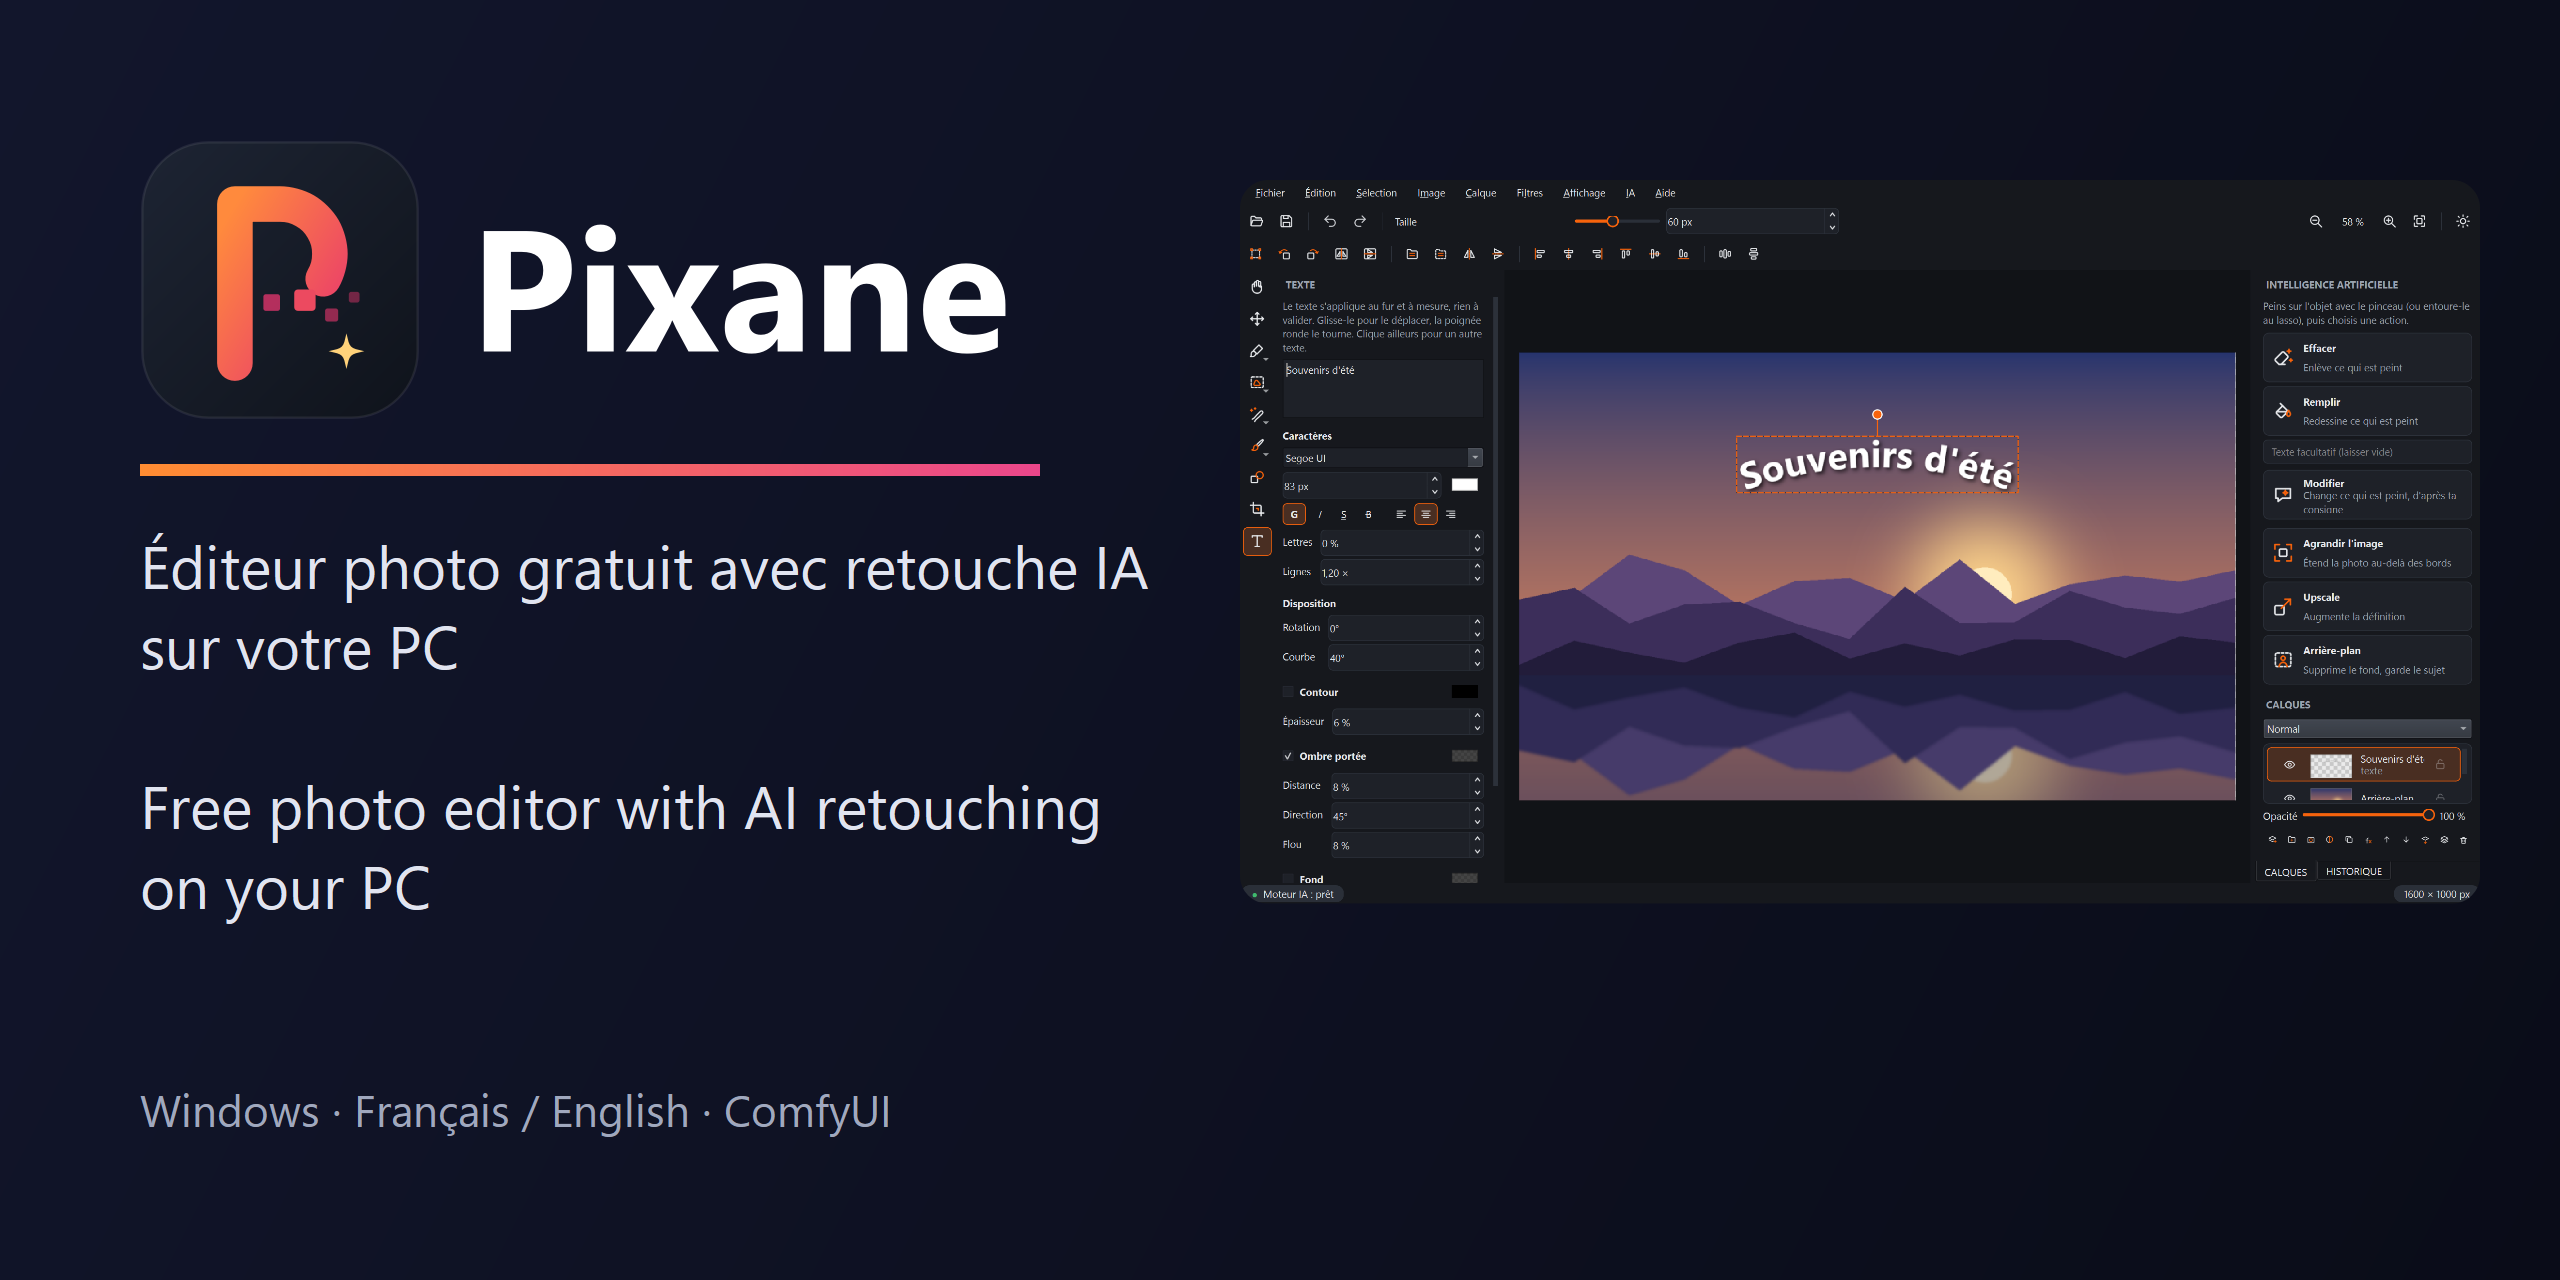 Pixane
Éditeur photo gratuit avec retouche IA
sur votre PC
Free photo editor with AI retouching
on your PC
Windows · Français / English · ComfyUI
Fichier Édition Sélection Image Calque Filtres Affichage IA Aide
Taille 60 px 58 %
TEXTE
Le texte s'applique au fur et à mesure, rien à
valider. Glisse-le pour le déplacer, la poignée
ronde le tourne. Clique ailleurs pour un autre
texte.
Souvenirs d'été
Caractères
Segoe UI
83 px
G I S B
Lettres 0 %
Lignes 1,20 ×
Disposition
Rotation 0°
Courbe 40°
Contour
Épaisseur 6 %
Ombre portée
Distance 8 %
Direction 45°
Flou 8 %
Fond
Moteur IA : prêt
Souvenirs d'été
INTELLIGENCE ARTIFICIELLE
Peins sur l'objet avec le pinceau (ou entoure-le
au lasso), puis choisis une action.
Effacer
Enlève ce qui est peint
Remplir
Redessine ce qui est peint
Texte facultatif (laisser vide)
Modifier
Change ce qui est peint, d'après ta
consigne
Agrandir l'image
Étend la photo au-delà des bords
Upscale
Augmente la définition
Arrière-plan
Supprime le fond, garde le sujet
CALQUES
Normal
Souvenirs d'ét
texte
Arrière-plan
Opacité 100 %
CALQUES HISTORIQUE
1600 × 1000 px